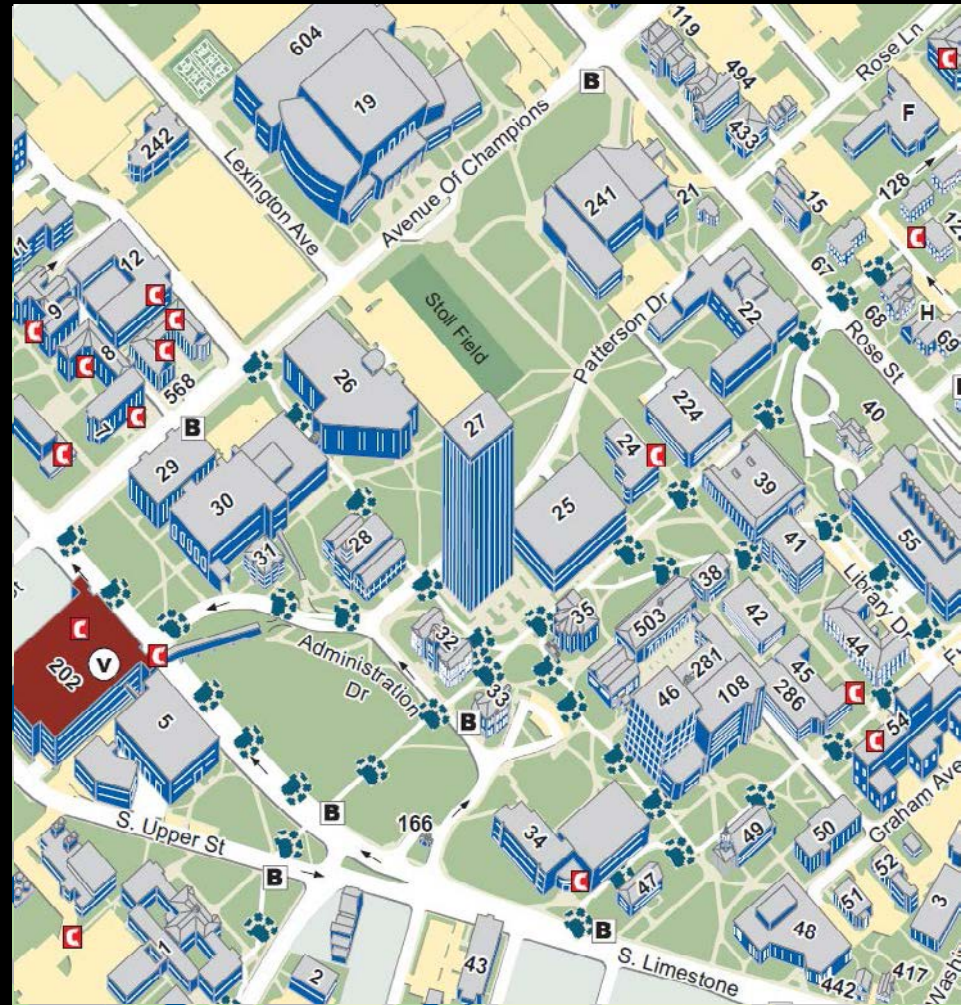 119
604
Rose Ln
C
494
19
B
F
433
242
Lexington Ave
Avenue Of Champions
128
241
21
15
C
12
67
C
9
C
C
Stoll Field
Patterson Dr
22
68
H
69
C
8
C
568
26
Rose St
7
C
B
27
224
40
C
24
C
29
39
30
25
55
28
41
31
38
Library Dr
42
35
503
32
44
C
202
V
C
Administration
Dr
281
45
46
108
286
C
33
B
54
C
5
S. Upper St
B
166
Graham Ave
34
49
50
B
C
47
52
51
3
C
1
B
48
S. Limestone
2
43
442
417